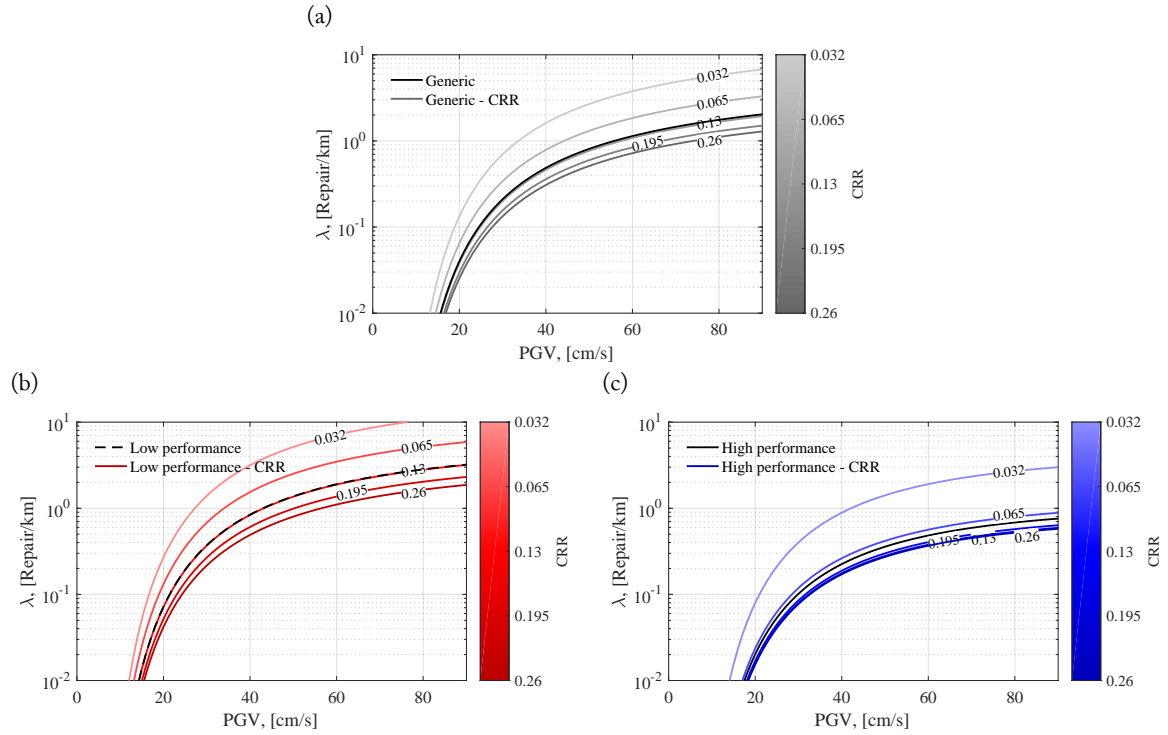 (a)
10^1
10^0
10^-1
10^-2
λ, [Repair/km]
Generic
Generic - CRR
0.032
0.065
0.13
0.195
0.26
0 20 40 60 80
PGV, [cm/s]
0.032
0.065
0.13
0.195
0.26
CRR
(b)
10^1
10^0
10^-1
10^-2
λ, [Repair/km]
Low performance
Low performance - CRR
0.032
0.065
0.13
0.195
0.26
0 20 40 60 80
PGV, [cm/s]
0.032
0.065
0.13
0.195
0.26
CRR
(c)
10^1
10^0
10^-1
10^-2
λ, [Repair/km]
High performance
High performance - CRR
0.032
0.065
0.195 0.13 0.26
0 20 40 60 80
PGV, [cm/s]
0.032
0.065
0.13
0.195
0.26
CRR